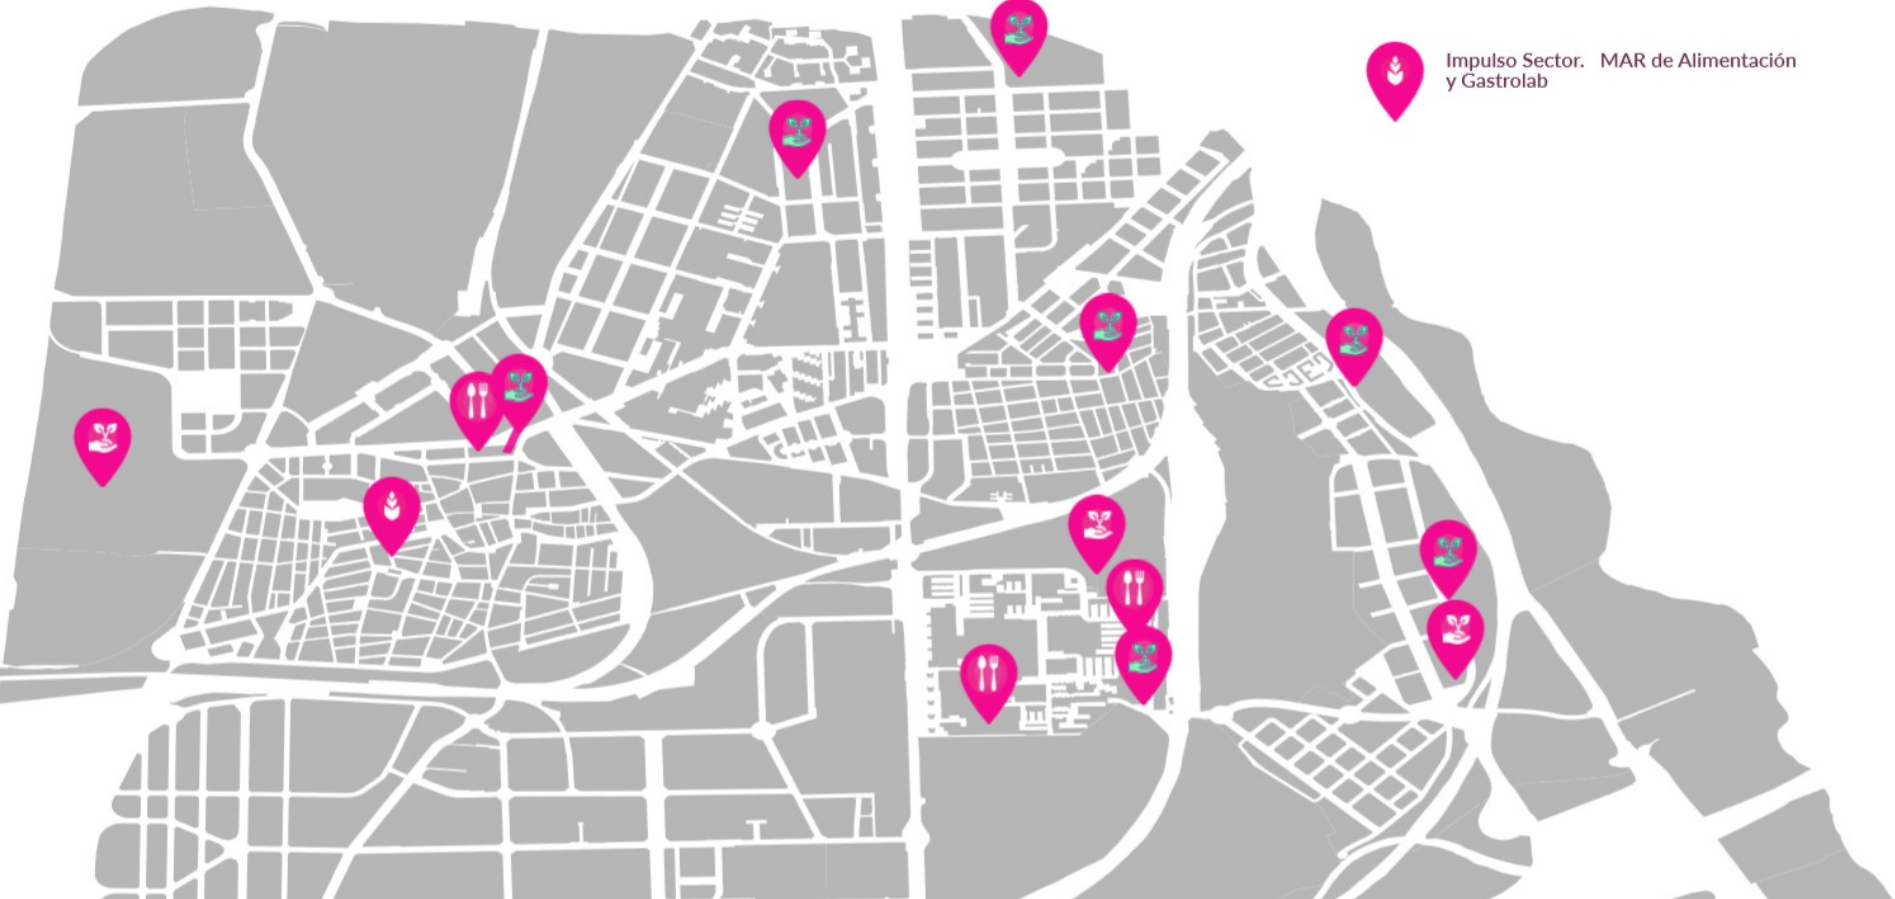 Impulso Sector. MAR de Alimentación
y Gastrolab